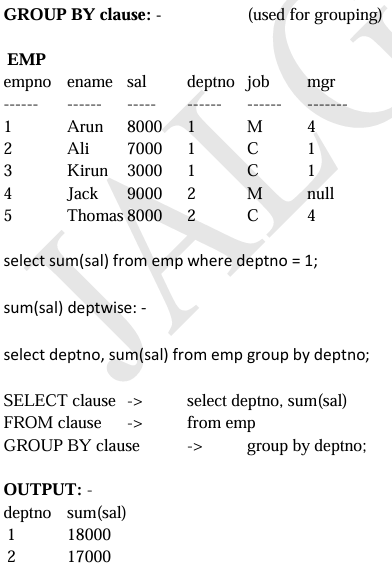 GROUP BY clause: - (used for grouping)
EMP
empno ename sal deptno job mgr
------ ------ ----- ------ ------ -------
1 Arun 8000 1 M 4
2 Ali 7000 1 C 1
3 Kirun 3000 1 C 1
4 Jack 9000 2 M null
5 Thomas 8000 2 C 4
select sum(sal) from emp where deptno = 1;
sum(sal) deptwise: -
select deptno, sum(sal) from emp group by deptno;
SELECT clause -> select deptno, sum(sal)
FROM clause -> from emp
GROUP BY clause -> group by deptno;
OUTPUT: -
deptno sum(sal)
1 18000
2 17000